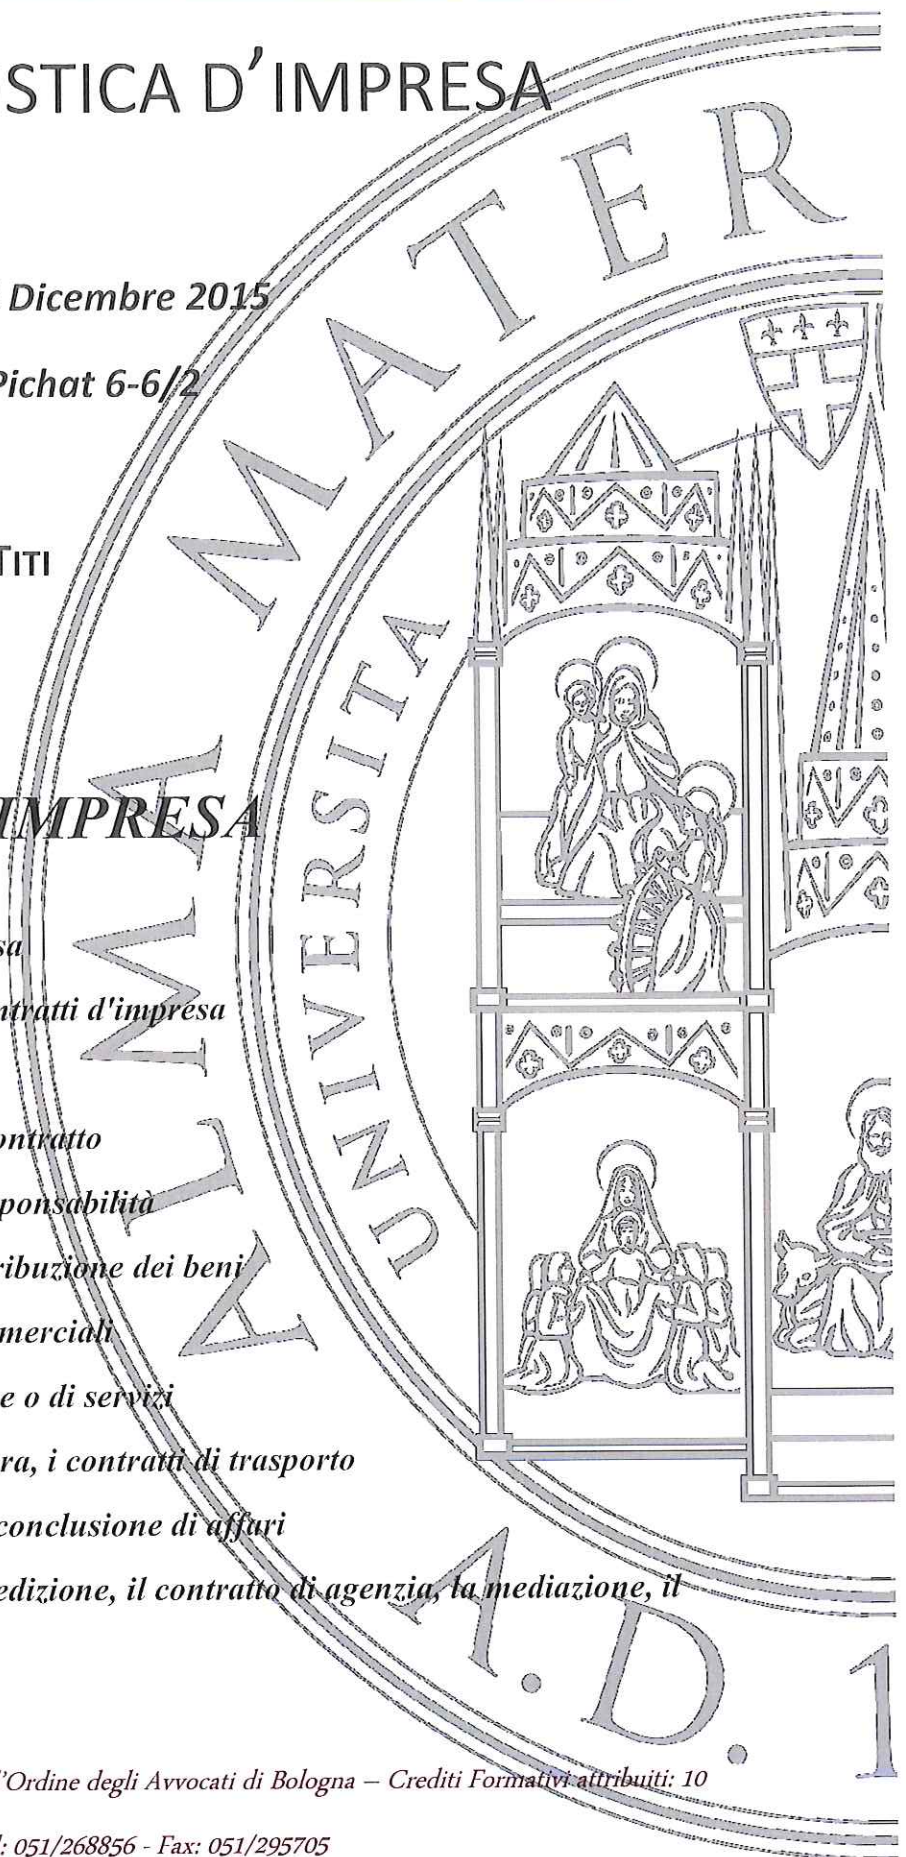 STICA D'IMPRESA
Dicembre 2015
Pichat 6-6/2
TITI
IMPRESA
sa
ntratti d'impresa
ontratto
ponsabilità
ribuzione dei beni
merciali
e o di servizi
ra, i contratti di trasporto
conclusione di affari
edizione, il contratto di agenzia, la mediazione, il
l'Ordine degli Avvocati di Bologna – Crediti Formativi attribuiti: 10
l: 051/268856 - Fax: 051/295705
ALMA MATER
UNIVERSITA
A.D. 1